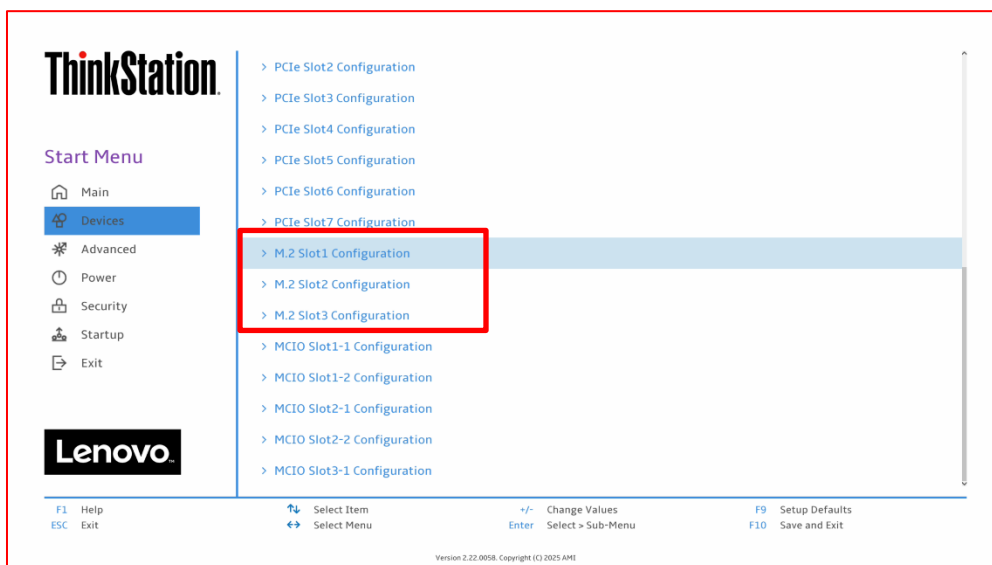 ThinkStation
Start Menu
Main
Devices
Advanced
Power
Security
Startup
Exit
Lenovo
> PCIe Slot2 Configuration
> PCIe Slot3 Configuration
> PCIe Slot4 Configuration
> PCIe Slot5 Configuration
> PCIe Slot6 Configuration
> PCIe Slot7 Configuration
> M.2 Slot1 Configuration
> M.2 Slot2 Configuration
> M.2 Slot3 Configuration
> MCIO Slot1-1 Configuration
> MCIO Slot1-2 Configuration
> MCIO Slot2-1 Configuration
> MCIO Slot2-2 Configuration
> MCIO Slot3-1 Configuration
F1 Help ↑↓ Select Item +/- Change Values F9 Setup Defaults
ESC Exit ↔ Select Menu Enter Select > Sub-Menu F10 Save and Exit
Version 2.22.0058. Copyright (C) 2025 AMI